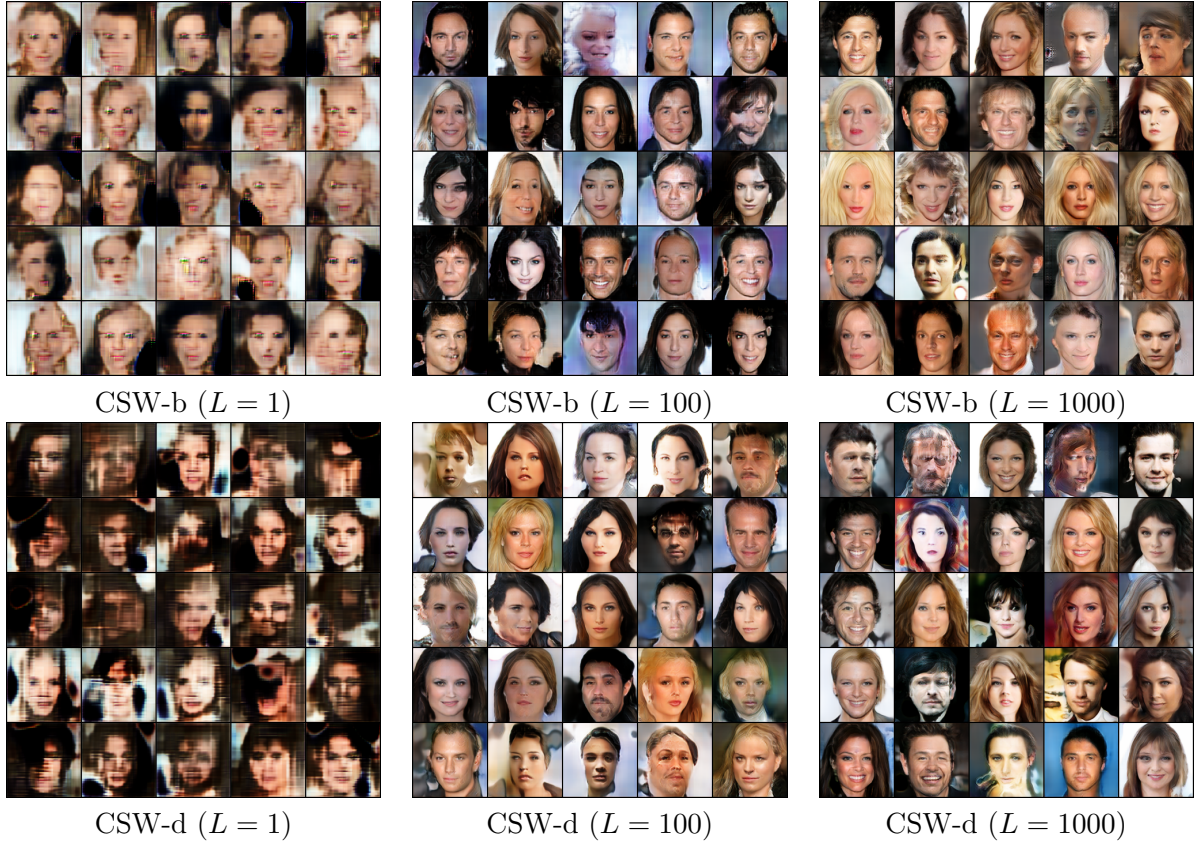 CSW-b (L = 1)
CSW-b (L = 100)
CSW-b (L = 1000)
CSW-d (L = 1)
CSW-d (L = 100)
CSW-d (L = 1000)